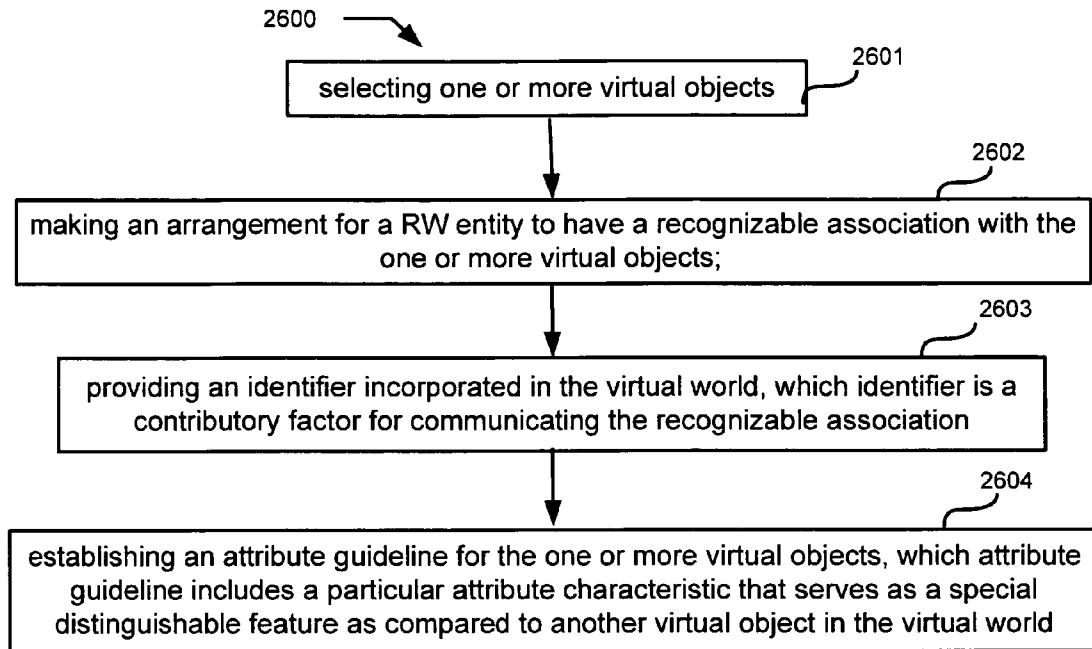 2600
2601
selecting one or more virtual objects
2602
making an arrangement for a RW entity to have a recognizable association with the
one or more virtual objects;
2603
providing an identifier incorporated in the virtual world, which identifier is a
contributory factor for communicating the recognizable association
2604
establishing an attribute guideline for the one or more virtual objects, which attribute
guideline includes a particular attribute characteristic that serves as a special
distinguishable feature as compared to another virtual object in the virtual world